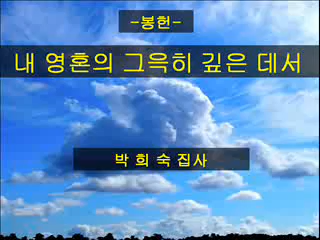 -봉헌-
내 영혼의 그윽히 깊은 데서
박 희 숙 집사